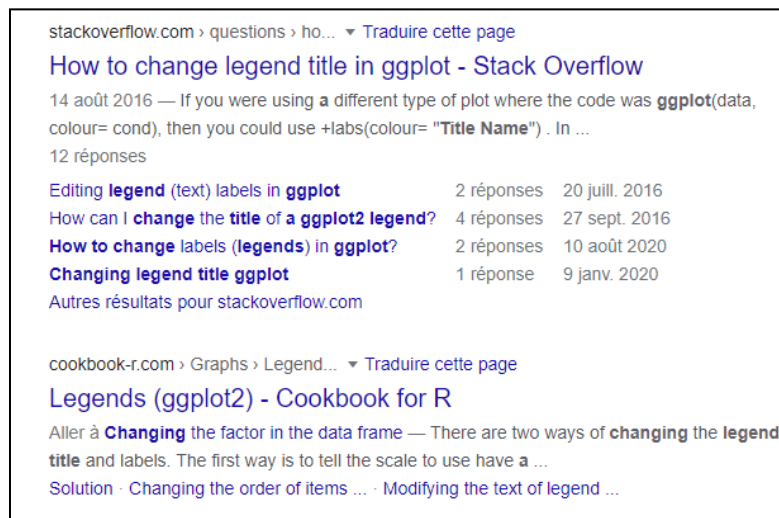 stackoverflow.com › questions › ho... ▼ Traduire cette page
How to change legend title in ggplot - Stack Overflow
14 août 2016 — If you were using a different type of plot where the code was ggplot(data,
colour= cond), then you could use +labs(colour= "Title Name") . In ...
12 réponses
Editing legend (text) labels in ggplot 2 réponses 20 juill. 2016
How can I change the title of a ggplot2 legend? 4 réponses 27 sept. 2016
How to change labels (legends) in ggplot? 2 réponses 10 août 2020
Changing legend title ggplot 1 réponse 9 janv. 2020
Autres résultats pour stackoverflow.com
cookbook-r.com › Graphs › Legend... ▼ Traduire cette page
Legends (ggplot2) - Cookbook for R
Aller à Changing the factor in the data frame — There are two ways of changing the legend
title and labels. The first way is to tell the scale to use have a ...
Solution · Changing the order of items ... · Modifying the text of legend ...